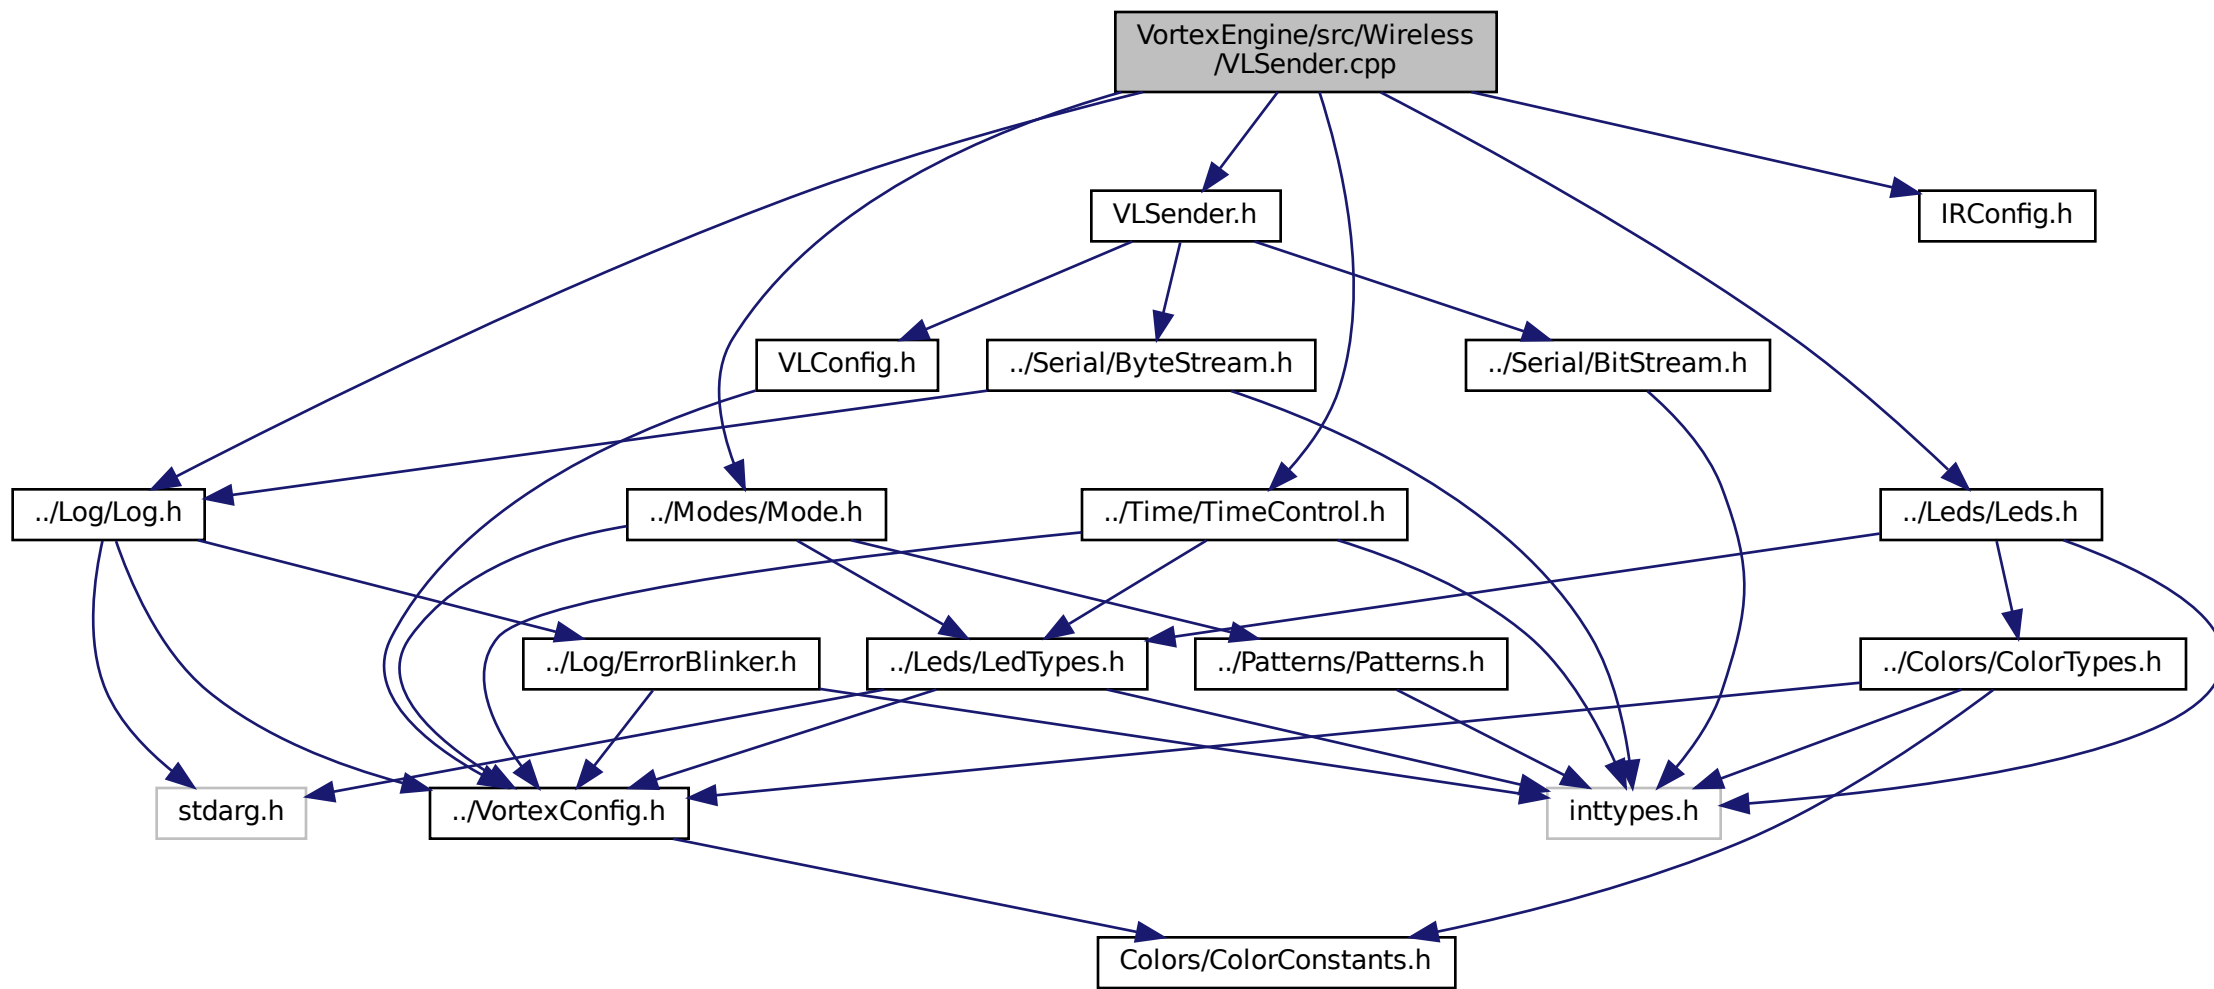 VortexEngine/src/Wireless
/VLSender.cpp
VLSender.h
IRConfig.h
VLConfig.h
../Serial/ByteStream.h
../Serial/BitStream.h
../Log/Log.h
../Modes/Mode.h
../Time/TimeControl.h
../Leds/Leds.h
../Log/ErrorBlinker.h
../Leds/LedTypes.h
../Patterns/Patterns.h
../Colors/ColorTypes.h
stdarg.h
../VortexConfig.h
inttypes.h
Colors/ColorConstants.h